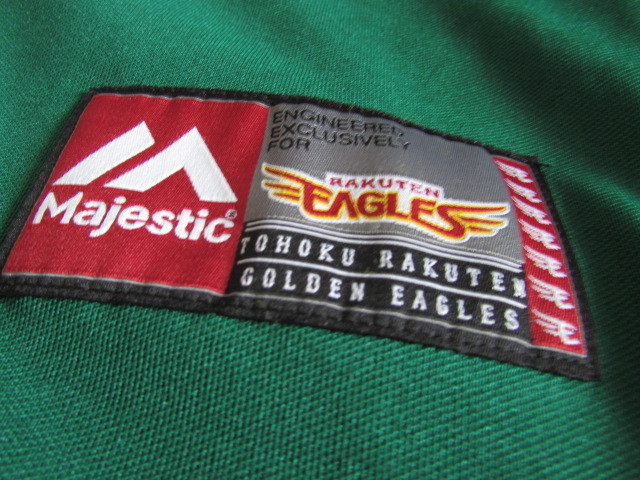 Majestic®
ENGINEERED
EXCLUSIVELY
FOR
RAKUTEN
EAGLES
TOHOKU RAKUTEN
GOLDEN EAGLES